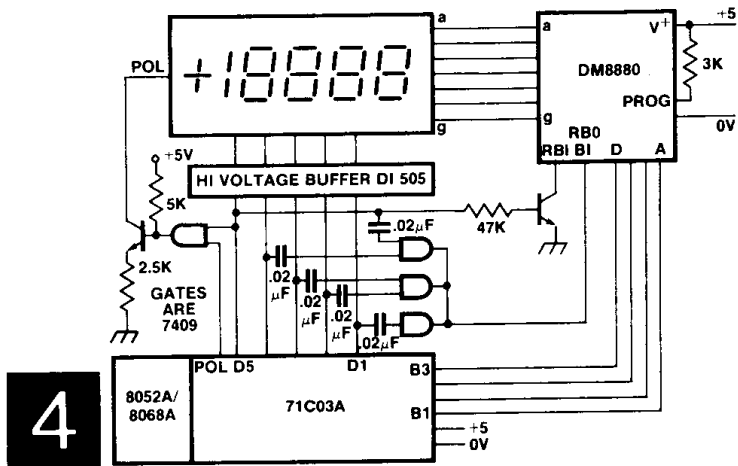 a
a
V+
+5
POL
+18888
DM8880
3K
PROG
g
g
RB0
0V
RBI BI
D
A
+5V
HI VOLTAGE BUFFER DI 505
5K
.02μF
47K
2.5K
.02
μF
.02
μF
.02
μF
.02μF
GATES
ARE
7409
POL D5
D1
B3
8052A/
8068A
71C03A
B1
+5
0V
4